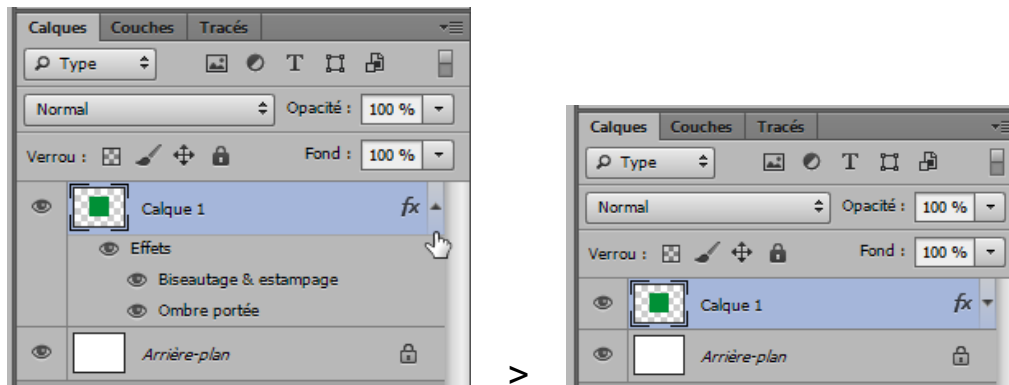 Calques Couches Tracés
Type T
Normal Opacité : 100 %
Verrou : Fond : 100 %
Calque 1 fx
Effets
Biseautage & estampage
Ombre portée
Arrière-plan
>
Calques Couches Tracés
Type T
Normal Opacité : 100 %
Verrou : Fond : 100 %
Calque 1 fx
Arrière-plan